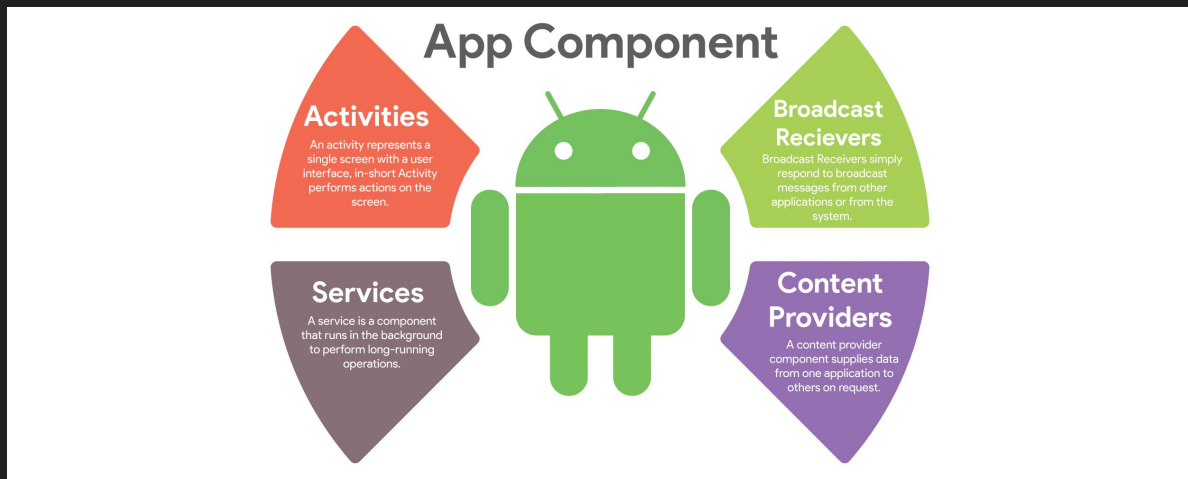 App Component
Activities
An activity represents a
single screen with a user
interface, in-short Activity
performs actions on the
screen.
Broadcast
Recievers
Broadcast Receivers simply
respond to broadcast
messages from other
applications or from the
system.
Services
A service is a component
that runs in the background
to perform long-running
operations.
Content
Providers
A content provider
component supplies data
from one application to
others on request.